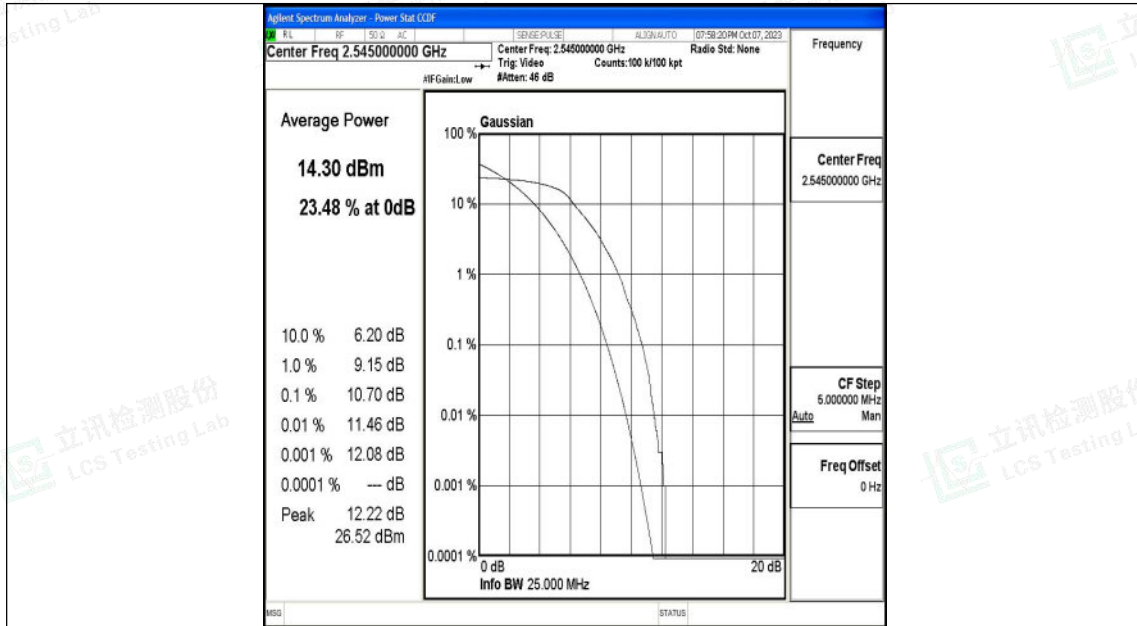 Agilent Spectrum Analyzer - Power Stat CCDF
RL RF 50 Ω AC SENSE:PULSE ALIGNAUTO 07:58:20PM Oct 07, 2023
Center Freq 2.545000000 GHz
Center Freq: 2.545000000 GHz Radio Std: None
Trig: Video Counts:100 k/100 kpt
#IFGain:Low #Atten: 46 dB
Frequency
Average Power
14.30 dBm
23.48 % at 0dB
10.0 % 6.20 dB
1.0 % 9.15 dB
0.1 % 10.70 dB
0.01 % 11.46 dB
0.001 % 12.08 dB
0.0001 % --- dB
Peak 12.22 dB
26.52 dBm
Gaussian
100 %
10 %
1 %
0.1 %
0.01 %
0.001 %
0.0001 %
0 dB 20 dB
Info BW 25.000 MHz
Center Freq
2.545000000 GHz
CF Step
5.000000 MHz
Auto Man
Freq Offset
0 Hz
MSG STATUS
立讯检测股份
LCS Testing Lab
立讯检测股份
LCS Testing L
sting Lab
立
LC